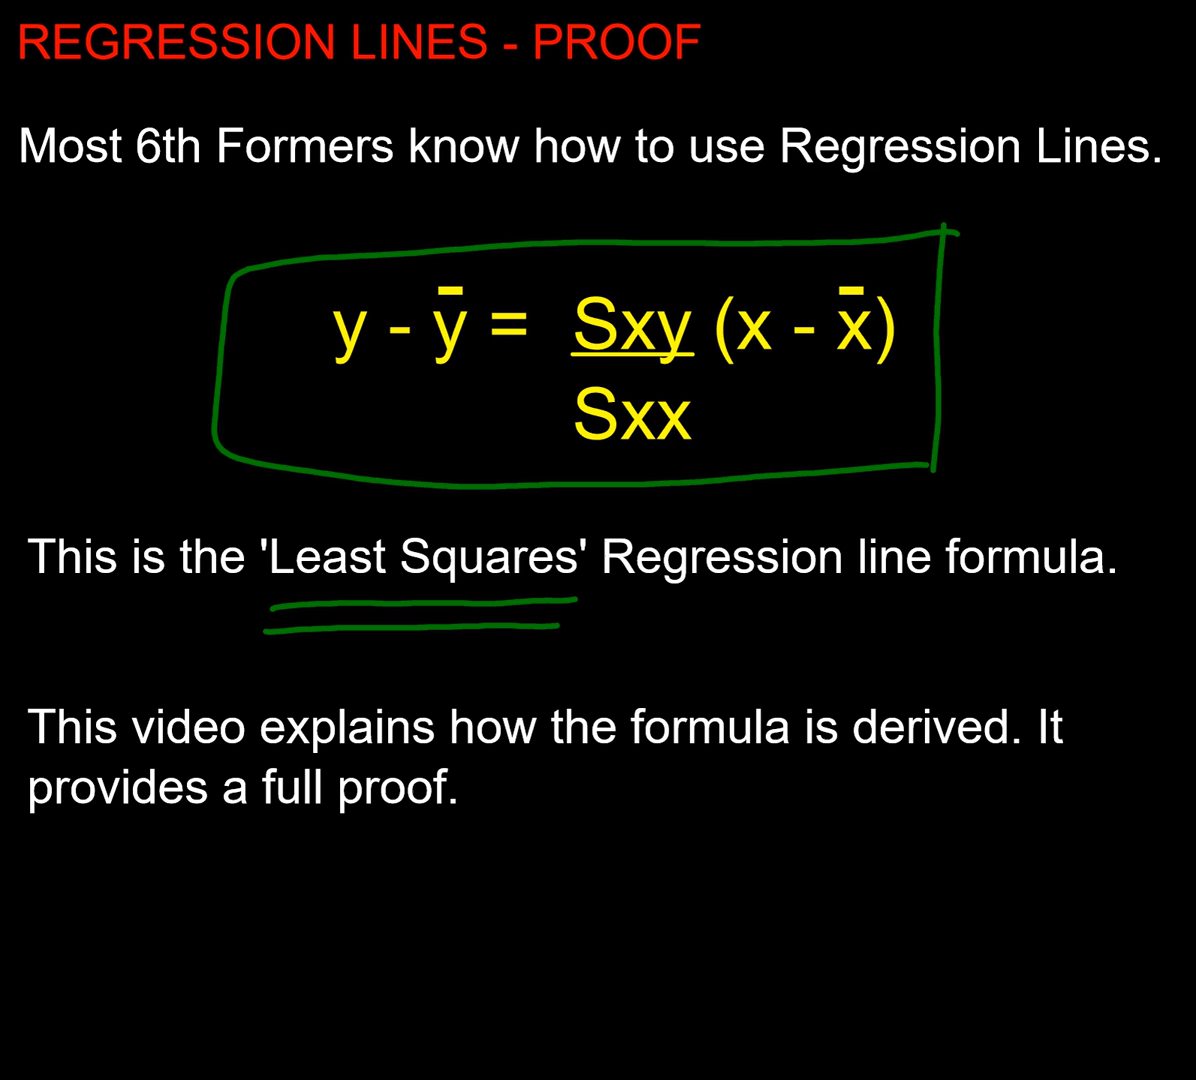 REGRESSION LINES - PROOF
Most 6th Formers know how to use Regression Lines.
y - ȳ = Sxy (x - x̄)
Sxx
This is the 'Least Squares' Regression line formula.
This video explains how the formula is derived. It
provides a full proof.